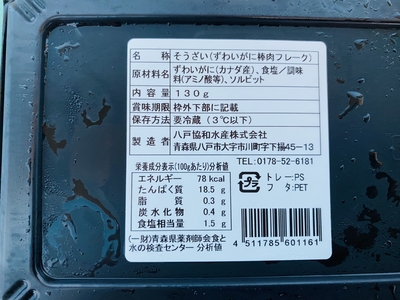 名称 そうざい(ずわいがに棒肉フレーク)
原材料名 ずわいがに(カナダ産)、食塩/調味
料(アミノ酸等)、ソルビット
内容量 130g
賞味期限 枠外下部に記載
保存方法 要冷蔵(3℃以下)
製造者 八戸協和水産株式会社
青森県八戸市大字市川町字下揚45-13
TEL:0178-52-6181
栄養成分表示(100gあたり)分析値
エネルギー 78 kcal
たんぱく質 18.5 g
脂質 0.3 g
炭水化物 0.4 g
食塩相当量 1.5 g
プラ
トレー:PS
フタ:PET
(一財)青森県薬剤師会食と
水の検査センター 分析値
4 511785 601161